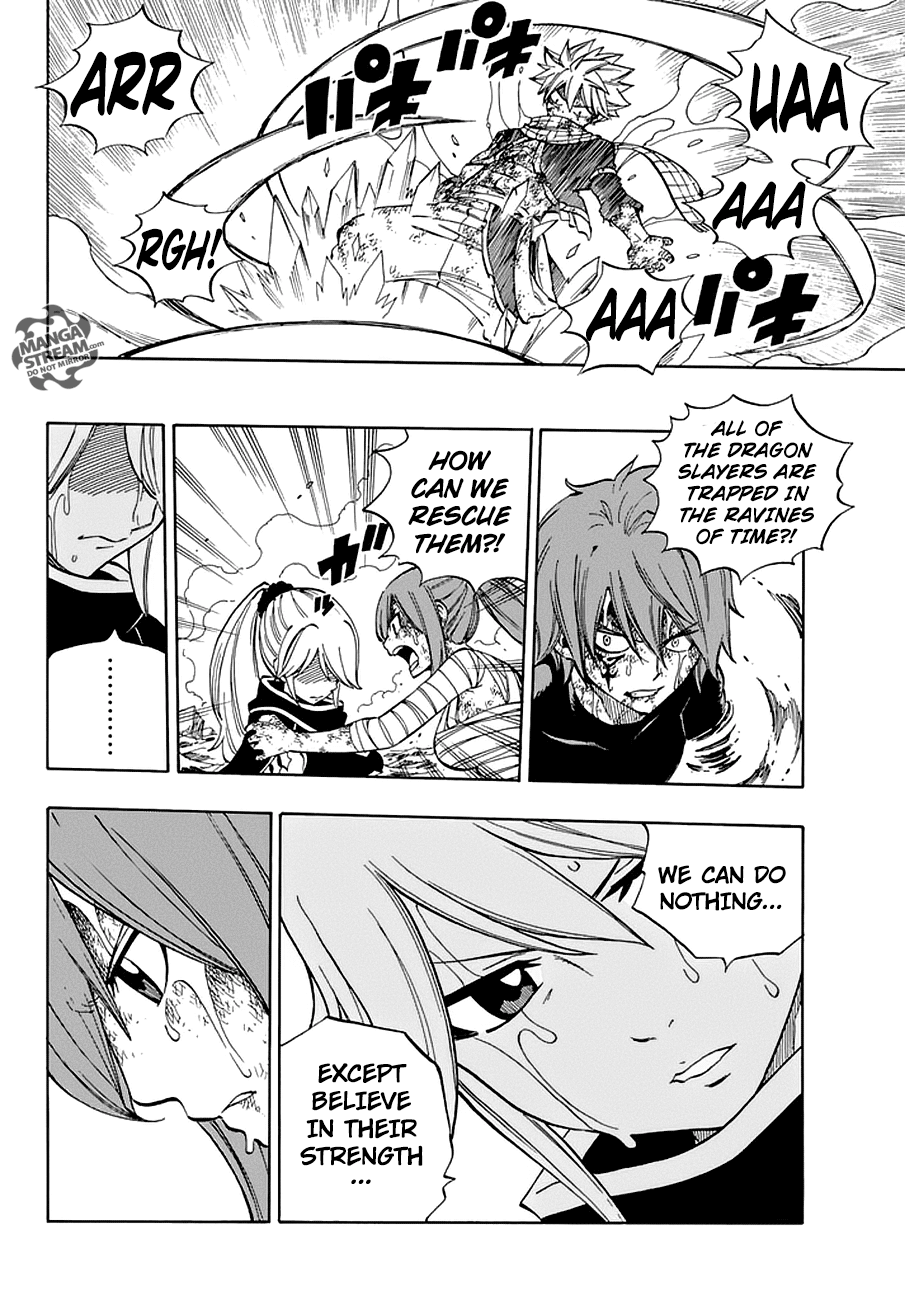 UAA
AAA
AAA
パキ
パキ
パキ
ARR
RGH!
MANGA
STREAM.com
DO NOT MIRROR
ALL OF
THE DRAGON
SLAYERS ARE
TRAPPED IN
THE RAVINES
OF TIME?!
HOW
CAN WE
RESCUE
THEM?!
ガッ
.........
WE CAN DO
NOTHING...
EXCEPT
BELIEVE
IN THEIR
STRENGTH
...